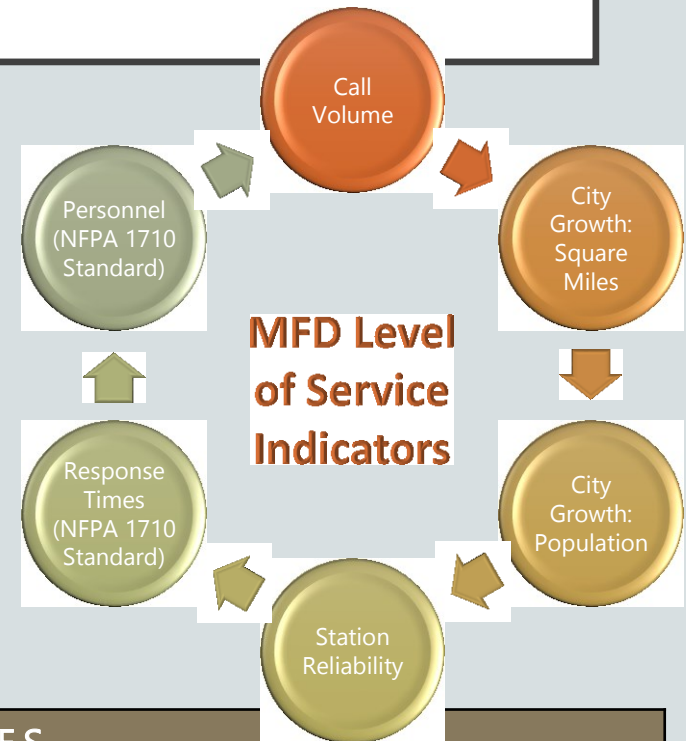 Call
Volume
City
Growth:
Square
Miles
City
Growth:
Population
Station
Reliability
Response
Times
(NFPA 1710
Standard)
Personnel
(NFPA 1710
Standard)
MFD Level
of Service
Indicators